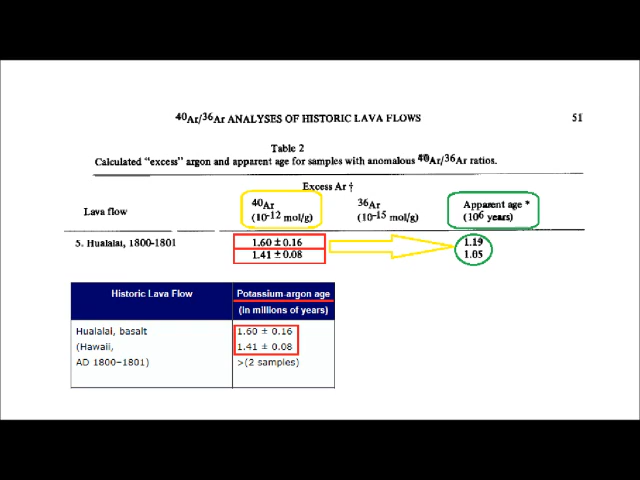 40Ar/36Ar ANALYSES OF HISTORIC LAVA FLOWS 51
Table 2
Calculated "excess" argon and apparent age for samples with anomalous 40Ar/36Ar ratios.
Excess Ar †
Lava flow 40Ar (10-12 mol/g) 36Ar (10-15 mol/g) Apparent age * (106 years)
5. Hualalai, 1800-1801 1.60 ± 0.16 1.19
1.41 ± 0.08 1.05
Historic Lava Flow Potassium-argon age
(in millions of years)
Hualalai, basalt 1.60 ± 0.16
(Hawaii, 1.41 ± 0.08
AD 1800–1801) >(2 samples)